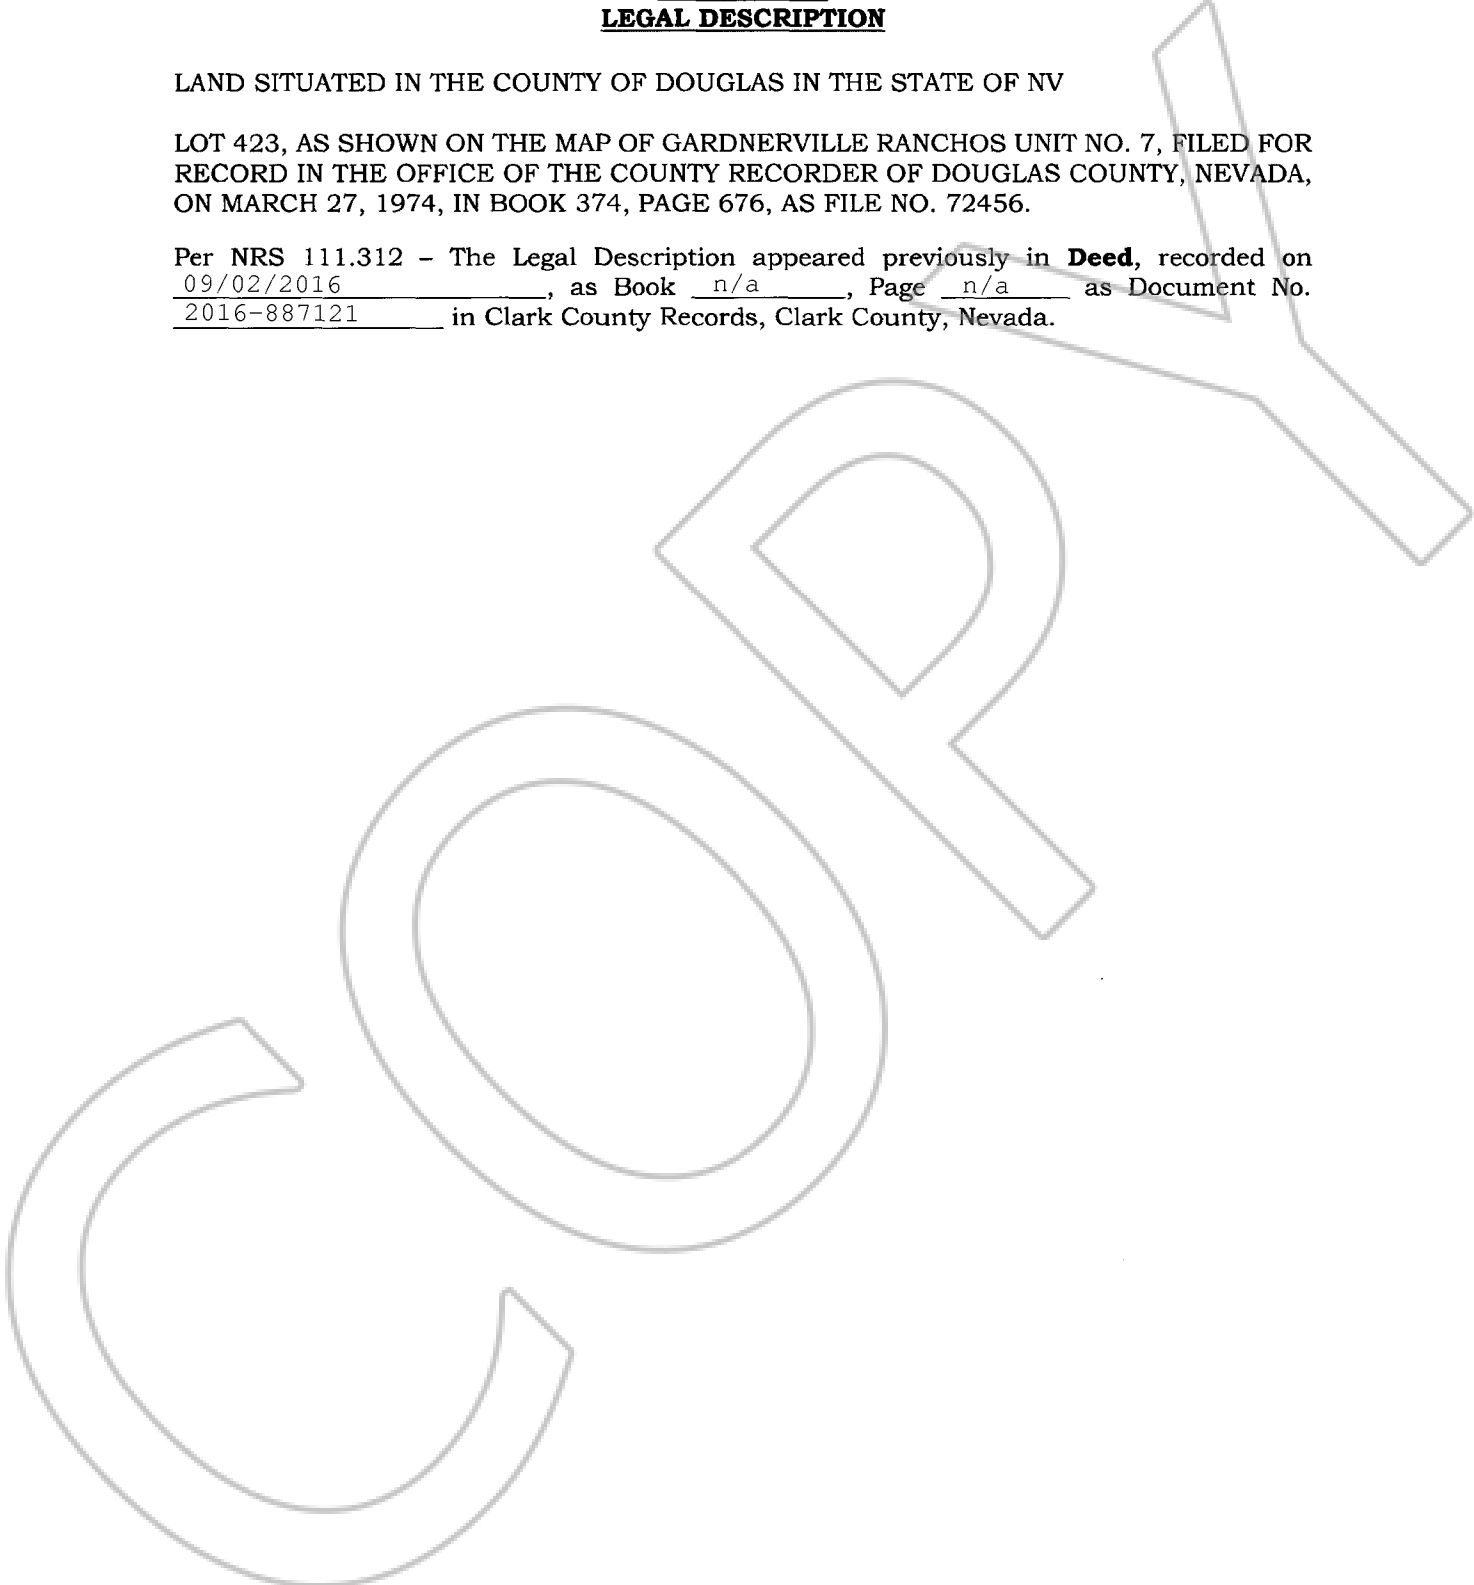 LEGAL DESCRIPTION
LAND SITUATED IN THE COUNTY OF DOUGLAS IN THE STATE OF NV
LOT 423, AS SHOWN ON THE MAP OF GARDNERVILLE RANCHOS UNIT NO. 7, FILED FOR
RECORD IN THE OFFICE OF THE COUNTY RECORDER OF DOUGLAS COUNTY, NEVADA,
ON MARCH 27, 1974, IN BOOK 374, PAGE 676, AS FILE NO. 72456.
Per NRS 111.312 – The Legal Description appeared previously in Deed, recorded on
09/02/2016, as Book n/a, Page n/a as Document No.
2016-887121 in Clark County Records, Clark County, Nevada.
COPY